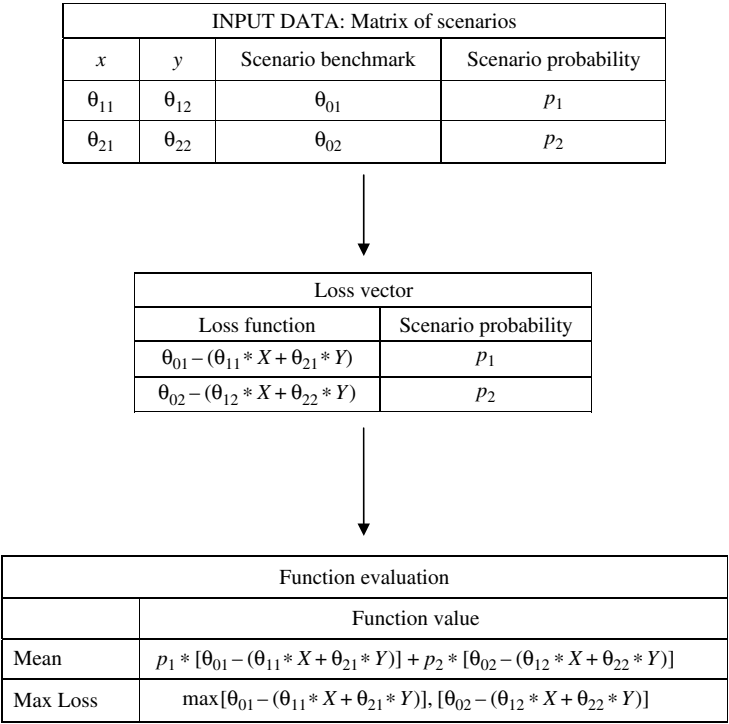 INPUT DATA: Matrix of scenarios
x y Scenario benchmark Scenario probability
θ₁₁ θ₁₂ θ₀₁ p₁
θ₂₁ θ₂₂ θ₀₂ p₂
Loss vector
Loss function Scenario probability
θ₀₁ – (θ₁₁ * X + θ₂₁ * Y) p₁
θ₀₂ – (θ₁₂ * X + θ₂₂ * Y) p₂
Function evaluation
Function value
Mean p₁ * [θ₀₁ – (θ₁₁ * X + θ₂₁ * Y)] + p₂ * [θ₀₂ – (θ₁₂ * X + θ₂₂ * Y)]
Max Loss max[θ₀₁ – (θ₁₁ * X + θ₂₁ * Y)], [θ₀₂ – (θ₁₂ * X + θ₂₂ * Y)]